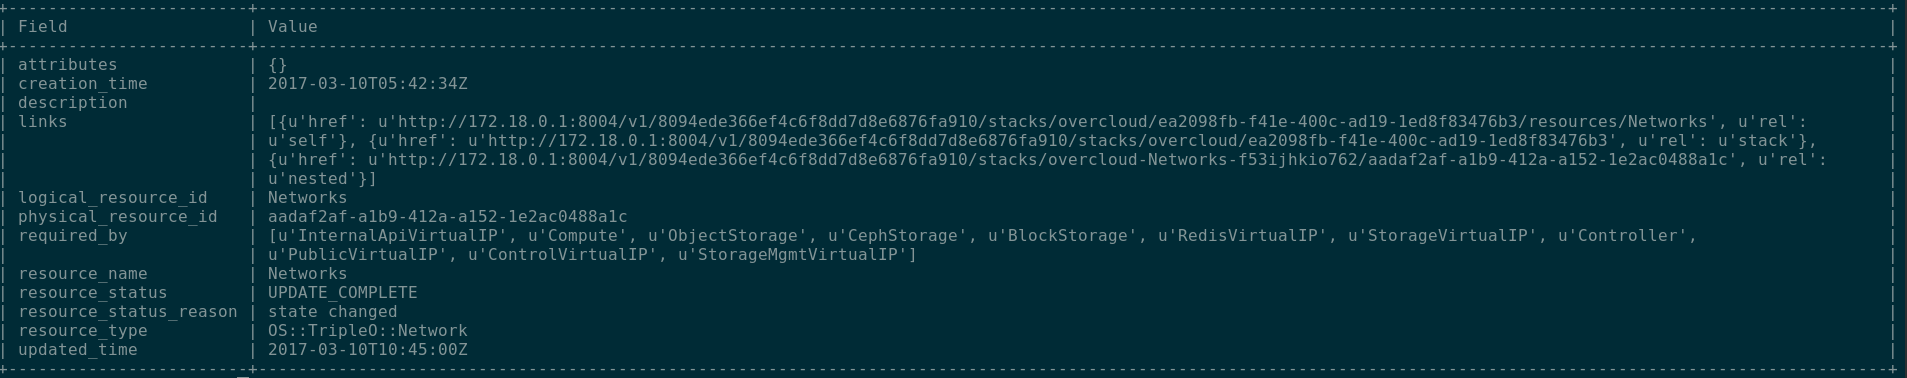 +------------------------+-------------------------------------------------------------------------------------------------------------------------------------------------------------------+
| Field                  | Value                                                                                                                                                             |
+------------------------+-------------------------------------------------------------------------------------------------------------------------------------------------------------------+
| attributes             | {}                                                                                                                                                                |
| creation_time          | 2017-03-10T05:42:34Z                                                                                                                                              |
| description            |                                                                                                                                                                   |
| links                  | [{u'href': u'http://172.18.0.1:8004/v1/8094ede366ef4c6f8dd7d8e6876fa910/stacks/overcloud/ea2098fb-f41e-400c-ad19-1ed8f83476b3/resources/Networks', u'rel':        |
|                        | u'self'}, {u'href': u'http://172.18.0.1:8004/v1/8094ede366ef4c6f8dd7d8e6876fa910/stacks/overcloud/ea2098fb-f41e-400c-ad19-1ed8f83476b3', u'rel': u'stack'},       |
|                        | {u'href': u'http://172.18.0.1:8004/v1/8094ede366ef4c6f8dd7d8e6876fa910/stacks/overcloud-Networks-f53ijhkio762/aadaf2af-a1b9-412a-a152-1e2ac0488a1c', u'rel':      |
|                        | u'nested'}]                                                                                                                                                       |
| logical_resource_id    | Networks                                                                                                                                                          |
| physical_resource_id   | aadaf2af-a1b9-412a-a152-1e2ac0488a1c                                                                                                                              |
| required_by            | [u'InternalApiVirtualIP', u'Compute', u'ObjectStorage', u'CephStorage', u'BlockStorage', u'RedisVirtualIP', u'StorageVirtualIP', u'Controller',                   |
|                        | u'PublicVirtualIP', u'ControlVirtualIP', u'StorageMgmtVirtualIP']                                                                                                 |
| resource_name          | Networks                                                                                                                                                          |
| resource_status        | UPDATE_COMPLETE                                                                                                                                                   |
| resource_status_reason | state changed                                                                                                                                                     |
| resource_type          | OS::TripleO::Network                                                                                                                                              |
| updated_time           | 2017-03-10T10:45:00Z                                                                                                                                              |
+------------------------+-------------------------------------------------------------------------------------------------------------------------------------------------------------------+